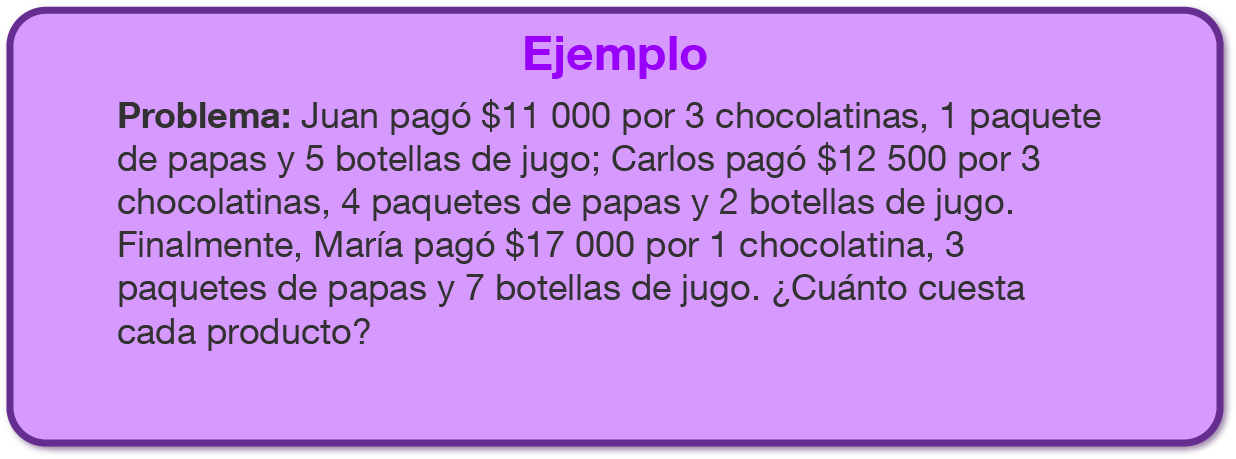 Ejemplo
Problema: Juan pagó $11 000 por 3 chocolatinas, 1 paquete
de papas y 5 botellas de jugo; Carlos pagó $12 500 por 3
chocolatinas, 4 paquetes de papas y 2 botellas de jugo.
Finalmente, María pagó $17 000 por 1 chocolatina, 3
paquetes de papas y 7 botellas de jugo. ¿Cuánto cuesta
cada producto?